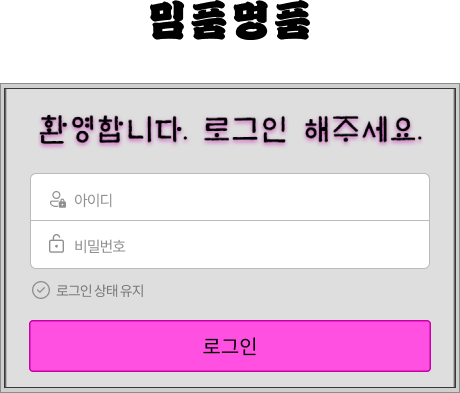 밈품명품
환영합니다. 로그인 해주세요.
아이디
비밀번호
로그인 상태 유지
로그인